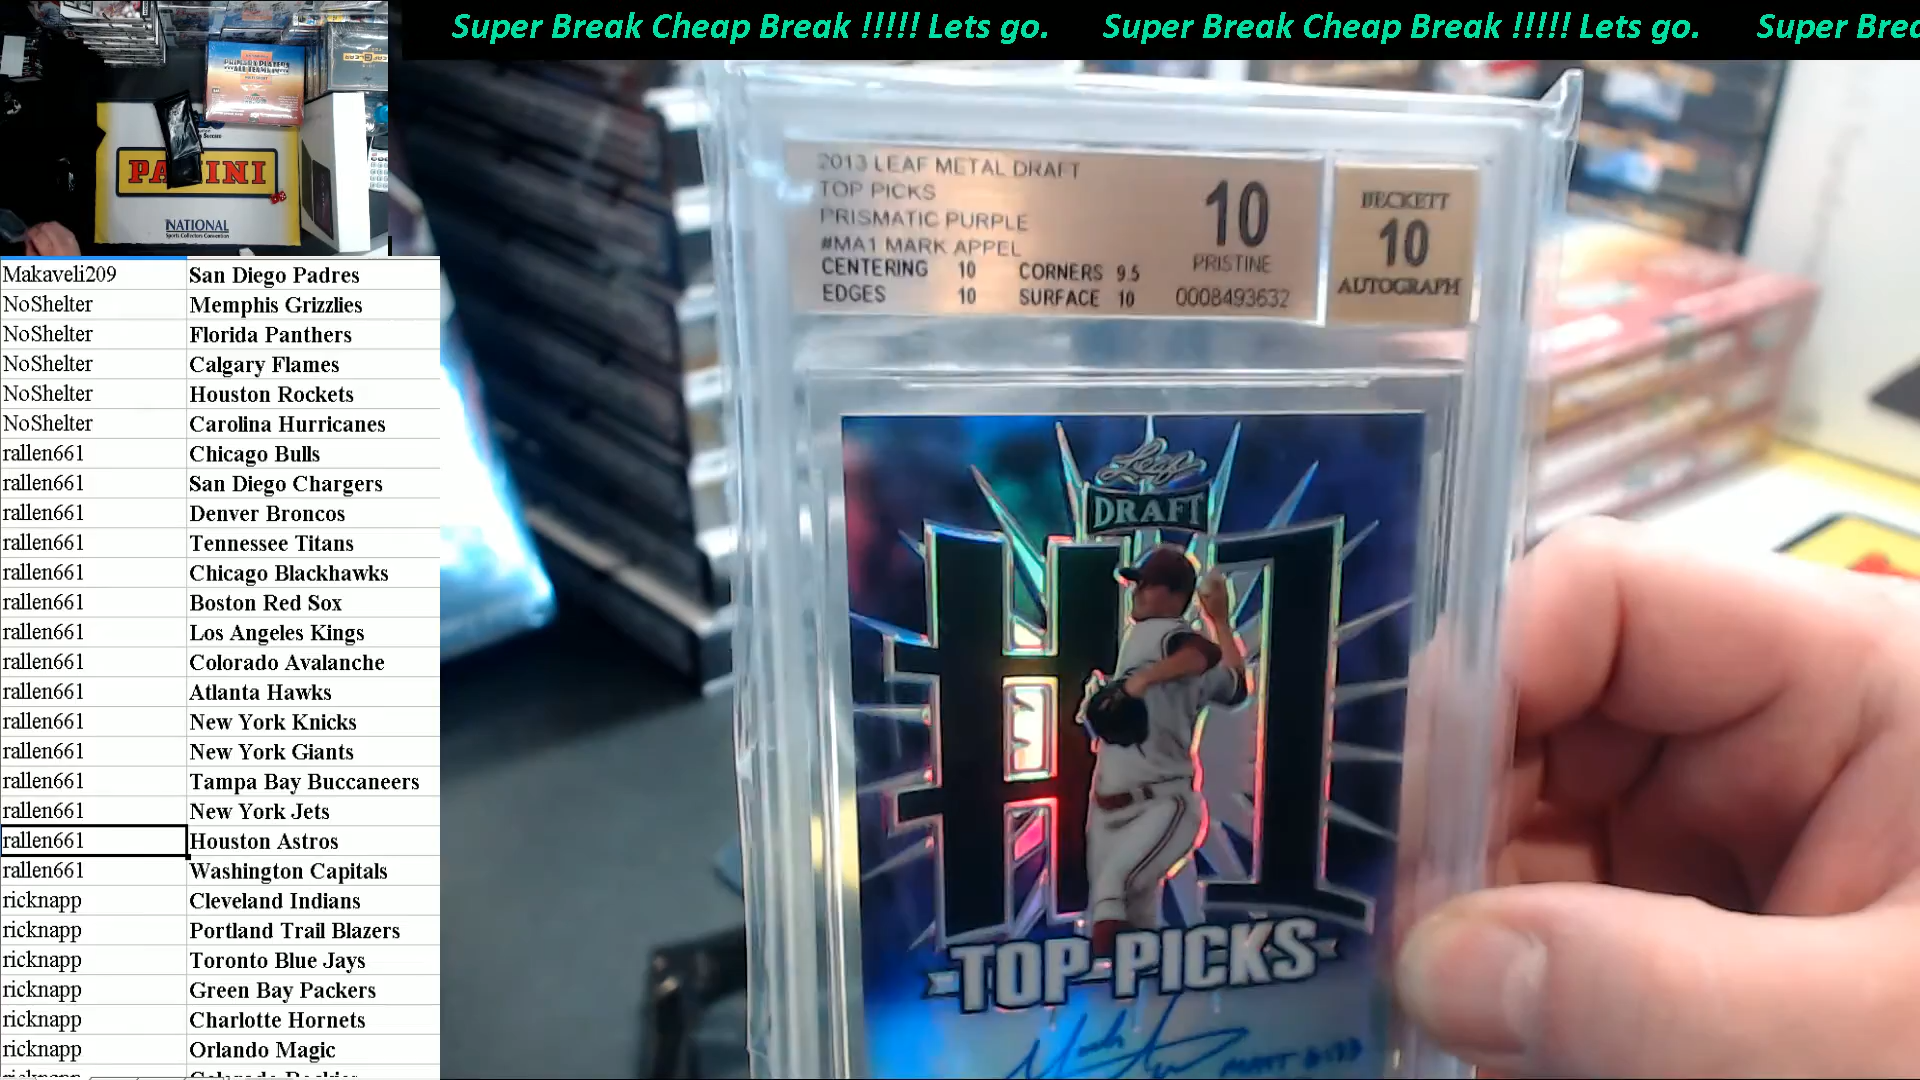 Super Break Cheap Break !!!!! Lets go. Super Break Cheap Break !!!!! Lets go. Super
PANINI
NATIONAL
Sports Collectors Convention
Makaveli209 San Diego Padres
NoShelter Memphis Grizzlies
NoShelter Florida Panthers
NoShelter Calgary Flames
NoShelter Houston Rockets
NoShelter Carolina Hurricanes
rallen661 Chicago Bulls
rallen661 San Diego Chargers
rallen661 Denver Broncos
rallen661 Tennessee Titans
rallen661 Chicago Blackhawks
rallen661 Boston Red Sox
rallen661 Los Angeles Kings
rallen661 Colorado Avalanche
rallen661 Atlanta Hawks
rallen661 New York Knicks
rallen661 New York Giants
rallen661 Tampa Bay Buccaneers
rallen661 New York Jets
rallen661 Houston Astros
rallen661 Washington Capitals
ricknapp Cleveland Indians
ricknapp Portland Trail Blazers
ricknapp Toronto Blue Jays
ricknapp Green Bay Packers
ricknapp Charlotte Hornets
ricknapp Orlando Magic
2013 LEAF METAL DRAFT
TOP PICKS
PRISMATIC PURPLE
#MA1 MARK APPEL
CENTERING 10 CORNERS 9.5
EDGES 10 SURFACE 10
10
PRISTINE
0008493632
BECKETT
10
AUTOGRAPH
Leaf
DRAFT
#1
TOP-PICKS